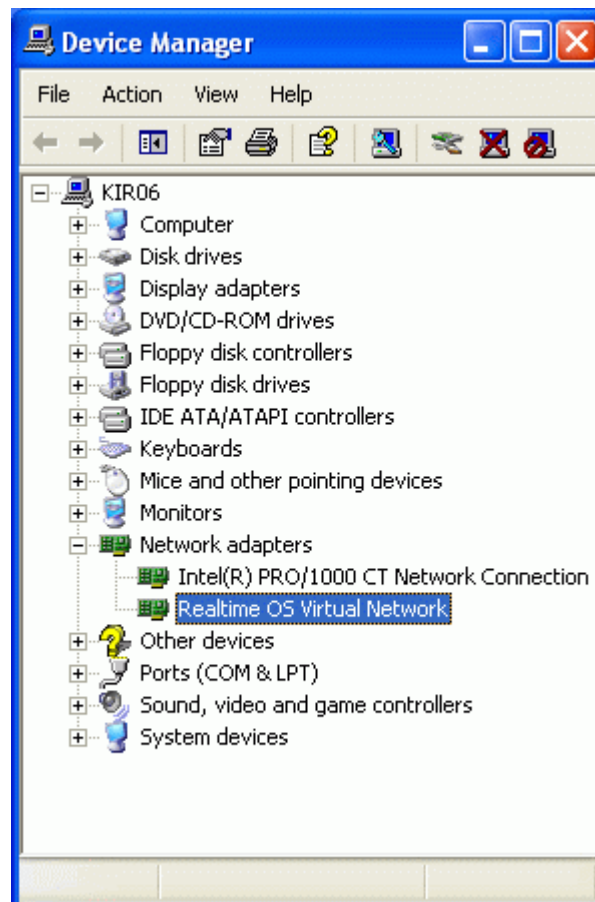 Device Manager
File Action View Help
KIR06
Computer
Disk drives
Display adapters
DVD/CD-ROM drives
Floppy disk controllers
Floppy disk drives
IDE ATA/ATAPI controllers
Keyboards
Mice and other pointing devices
Monitors
Network adapters
Intel(R) PRO/1000 CT Network Connection
Realtime OS Virtual Network
Other devices
Ports (COM & LPT)
Sound, video and game controllers
System devices